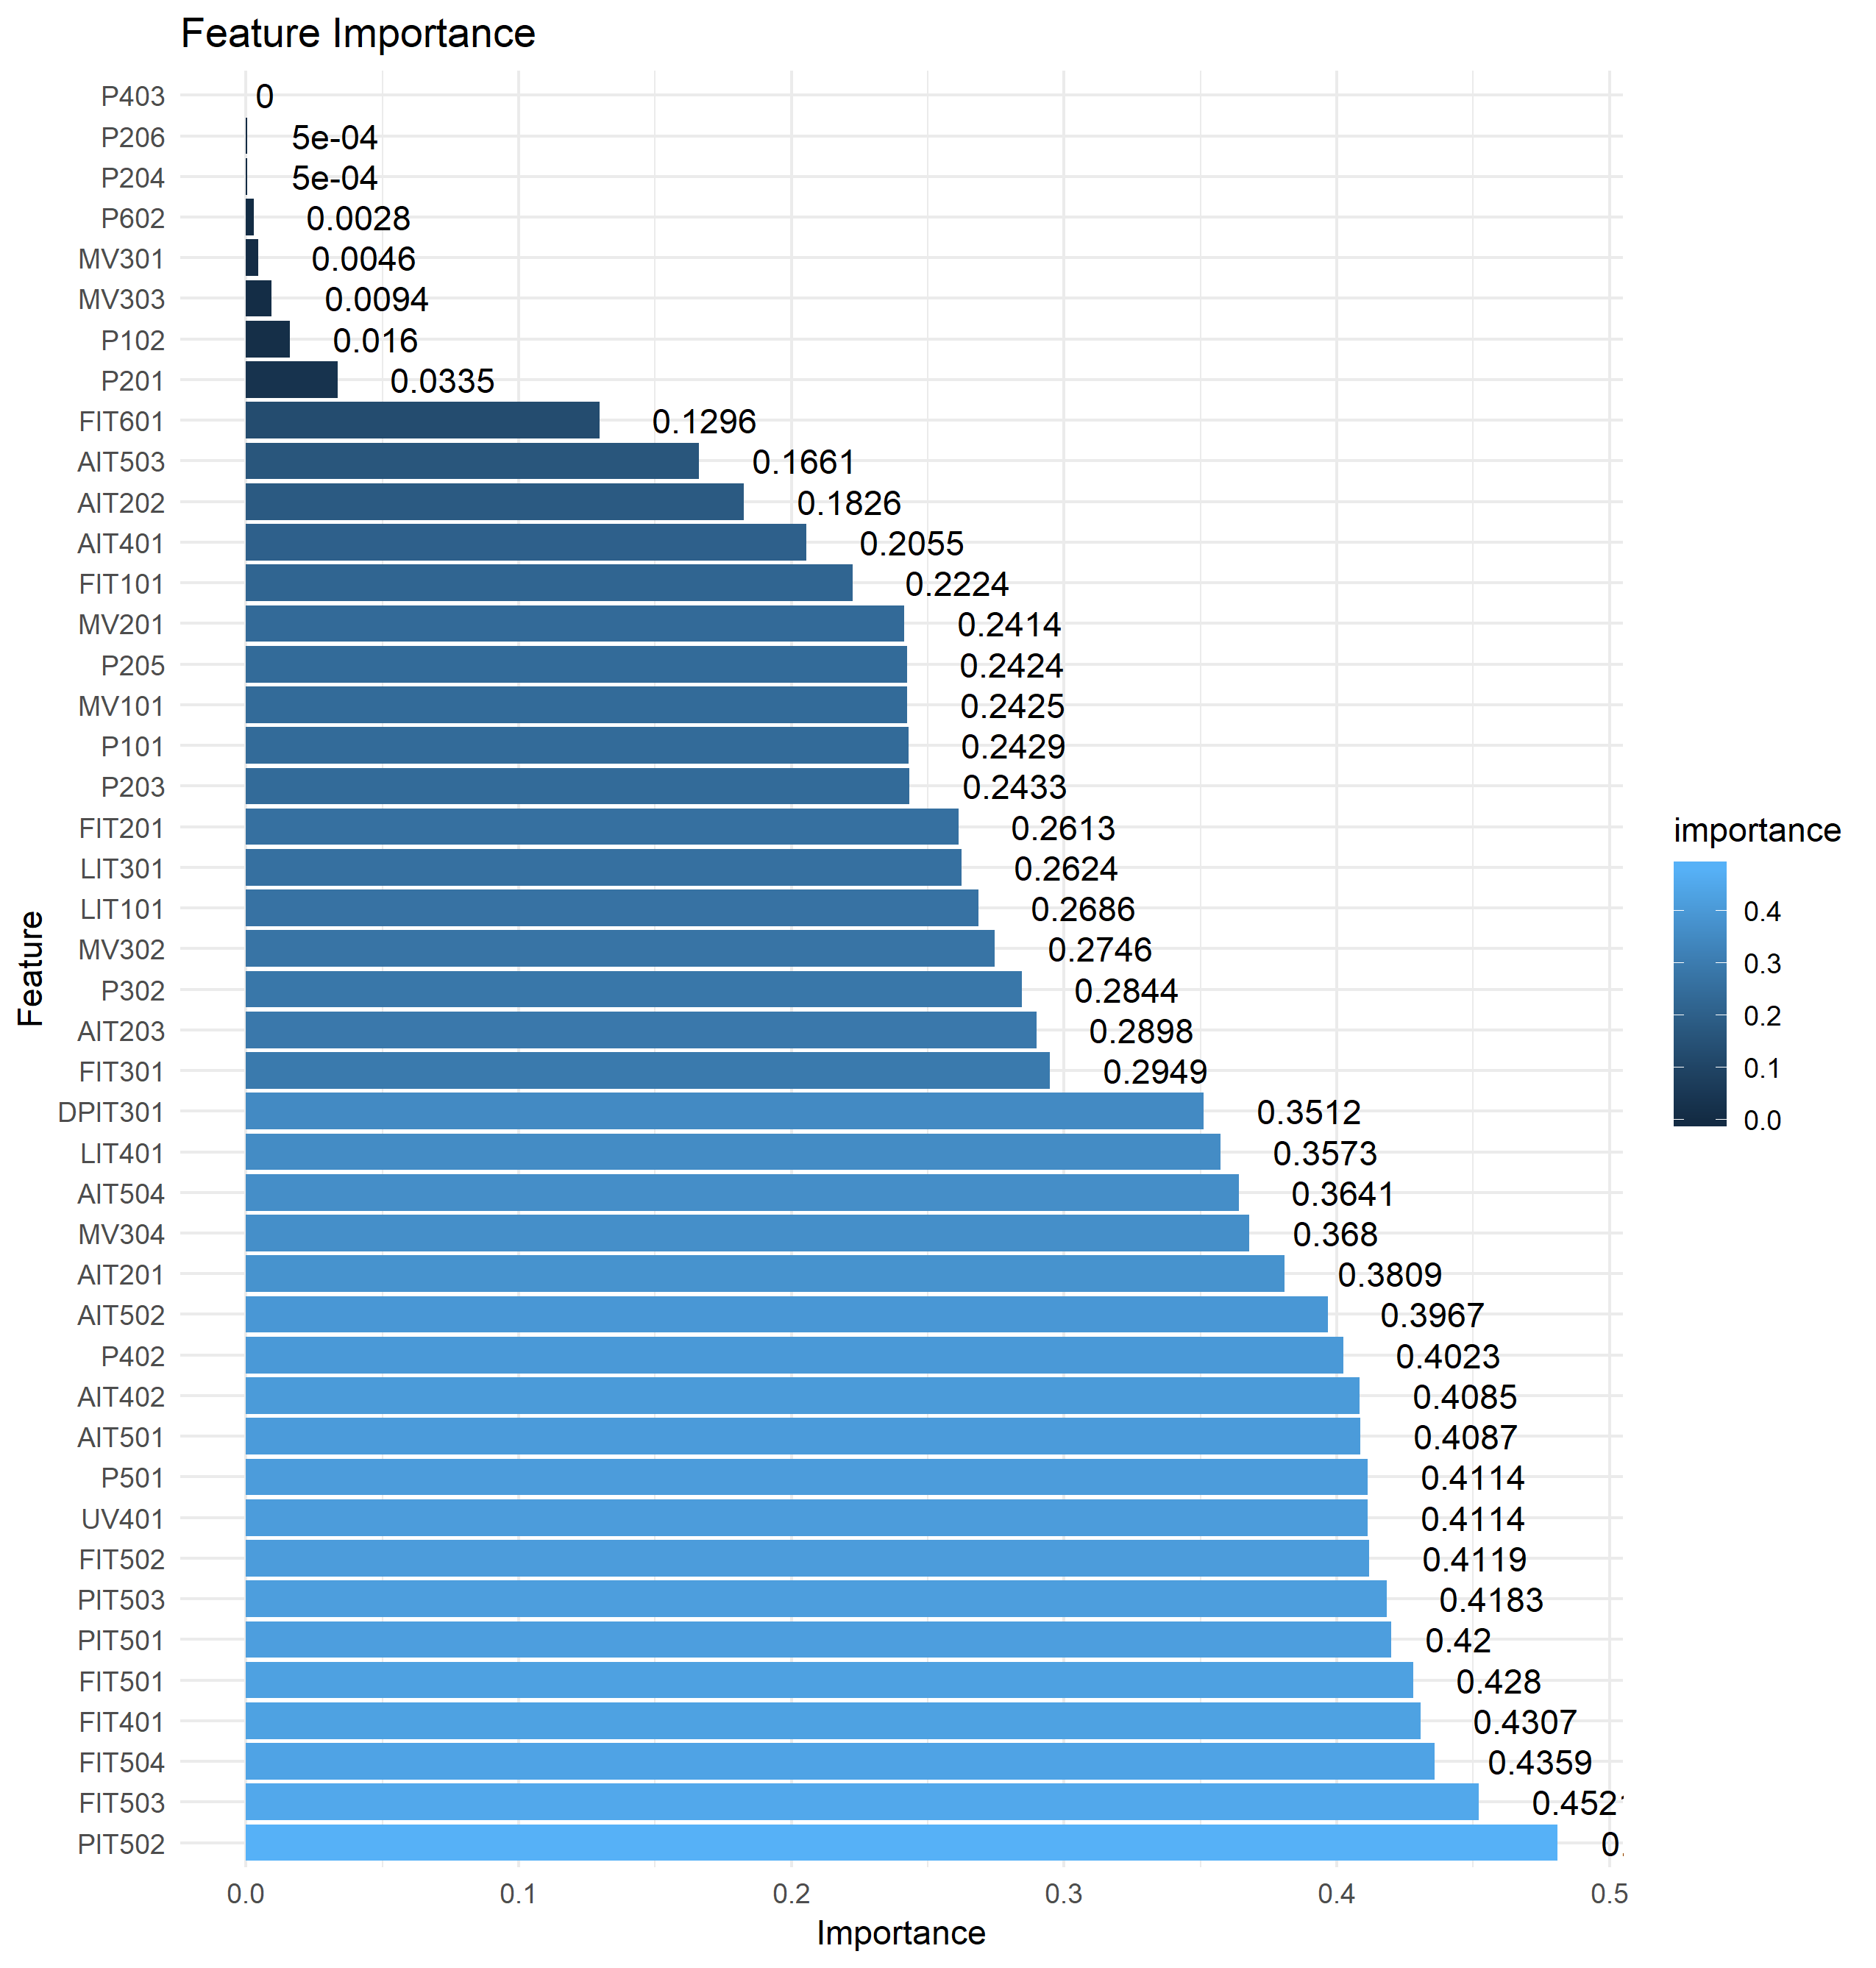 Feature Importance
P403 0
P206 5e-04
P204 5e-04
P602 0.0028
MV301 0.0046
MV303 0.0094
P102 0.016
P201 0.0335
FIT601 0.1296
AIT503 0.1661
AIT202 0.1826
AIT401 0.2055
FIT101 0.2224
MV201 0.2414
P205 0.2424
MV101 0.2425
P101 0.2429
P203 0.2433
FIT201 0.2613
LIT301 0.2624
LIT101 0.2686
MV302 0.2746
P302 0.2844
AIT203 0.2898
FIT301 0.2949
DPIT301 0.3512
LIT401 0.3573
AIT504 0.3641
MV304 0.368
AIT201 0.3809
AIT502 0.3967
P402 0.4023
AIT402 0.4085
AIT501 0.4087
P501 0.4114
UV401 0.4114
FIT502 0.4119
PIT503 0.4183
PIT501 0.42
FIT501 0.428
FIT401 0.4307
FIT504 0.4359
FIT503
PIT502
0.0 0.1 0.2 0.3 0.4 0.5
Importance
Feature
importance
0.4
0.3
0.2
0.1
0.0